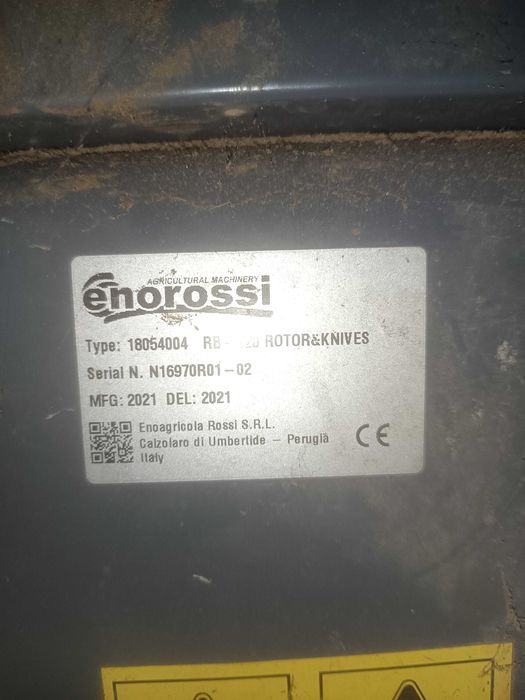 AGRICULTURAL MACHINERY
enorossi
Type: 18054004 RB ROTOR&KNIVES
Serial N. N16970R01-02
MFG: 2021 DEL: 2021
Enoagricola Rossi S.R.L.
Calzolaro di Umbertide - Perugia CE
Italy